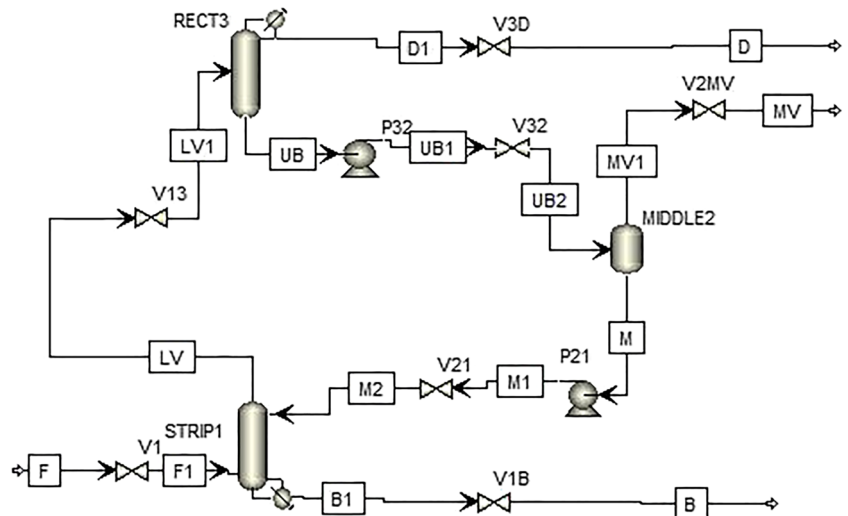 RECT3
V3D
D1
D
V2MV
MV
P32
V32
LV1
UB
UB1
MV1
UB2
V13
MIDDLE2
M
LV
P21
V21
M1
M2
STRIP1
V1
F
F1
B1
V1B
B